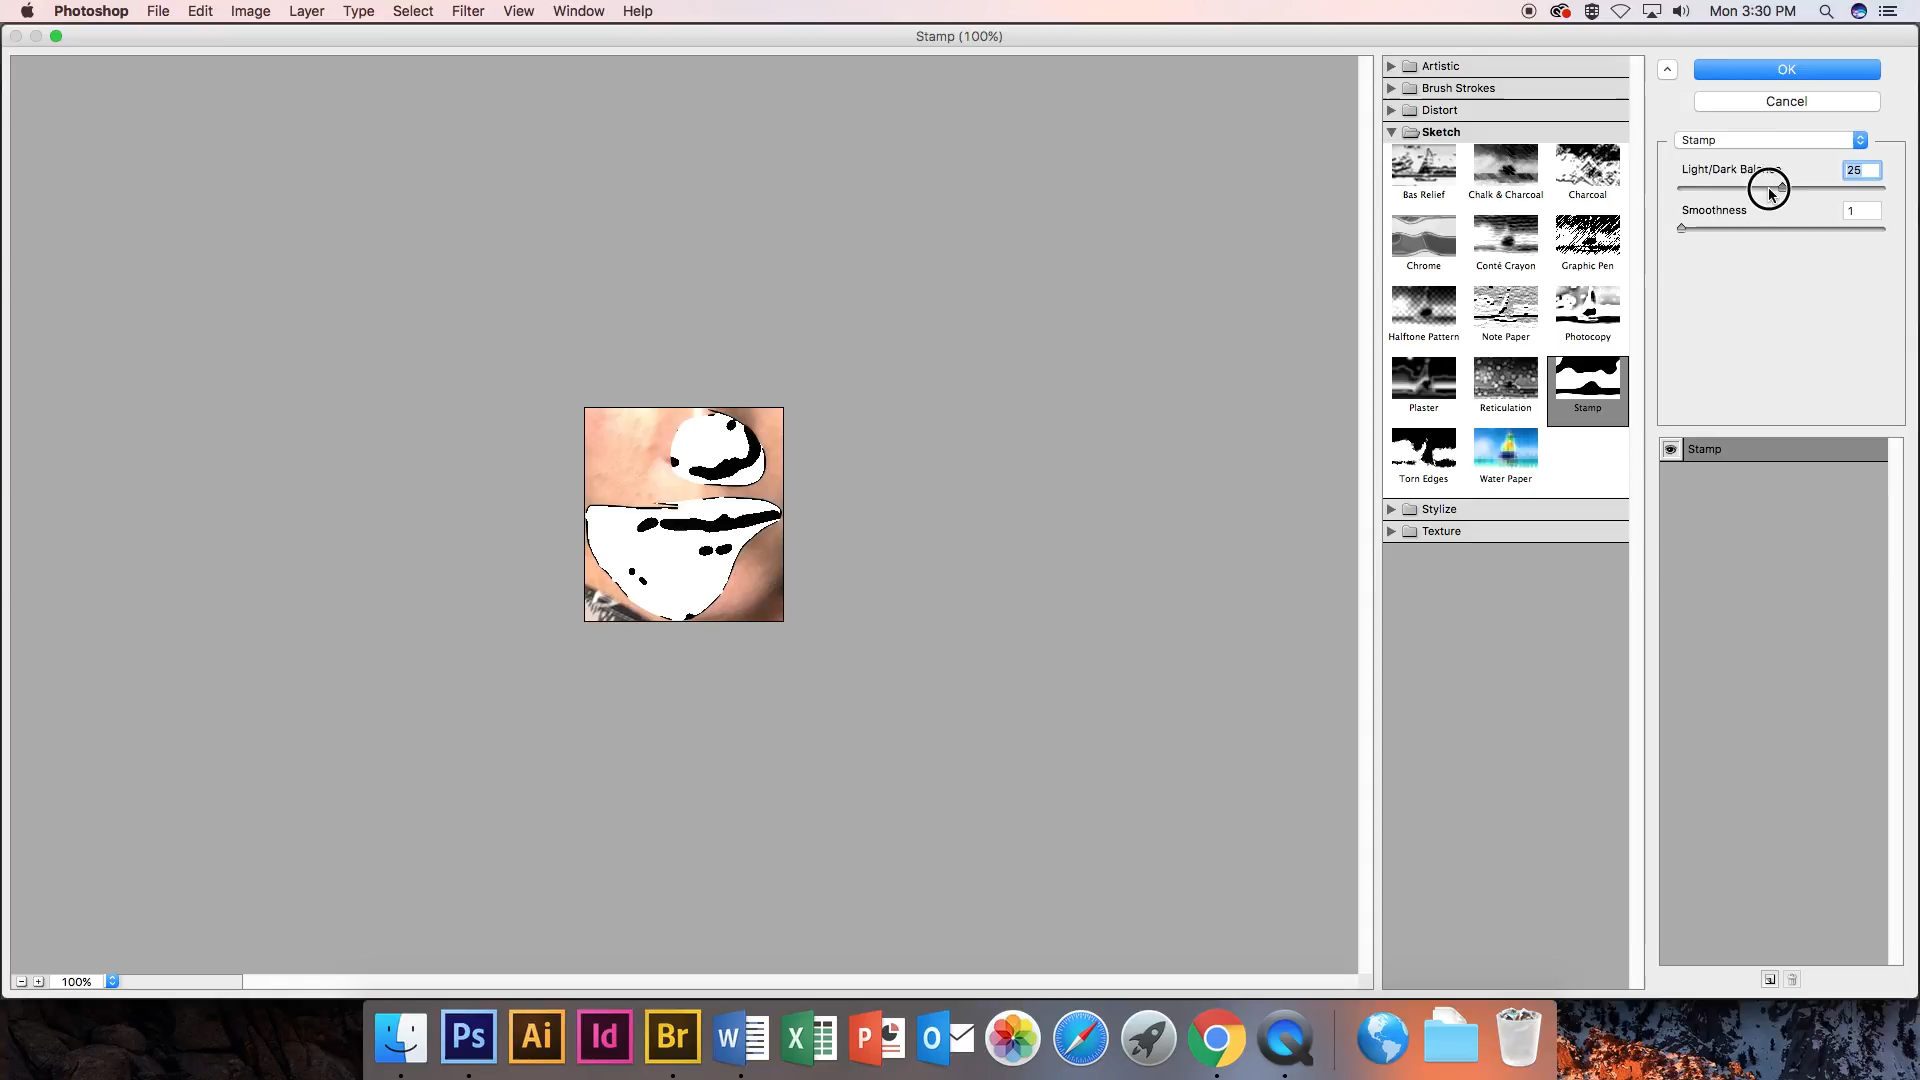 Photoshop File Edit Image Layer Type Select Filter View Window Help Mon 3:30 PM
Stamp (100%)
Artistic
Brush Strokes
Distort
Sketch
Bas Relief Chalk & Charcoal Charcoal
Chrome Conté Crayon Graphic Pen
Halftone Pattern Note Paper Photocopy
Plaster Reticulation Stamp
Torn Edges Water Paper
Stylize
Texture
OK
Cancel
Stamp
Light/Dark 25
Smoothness 1
Stamp
100%
Ps Ai Id Br W X P O